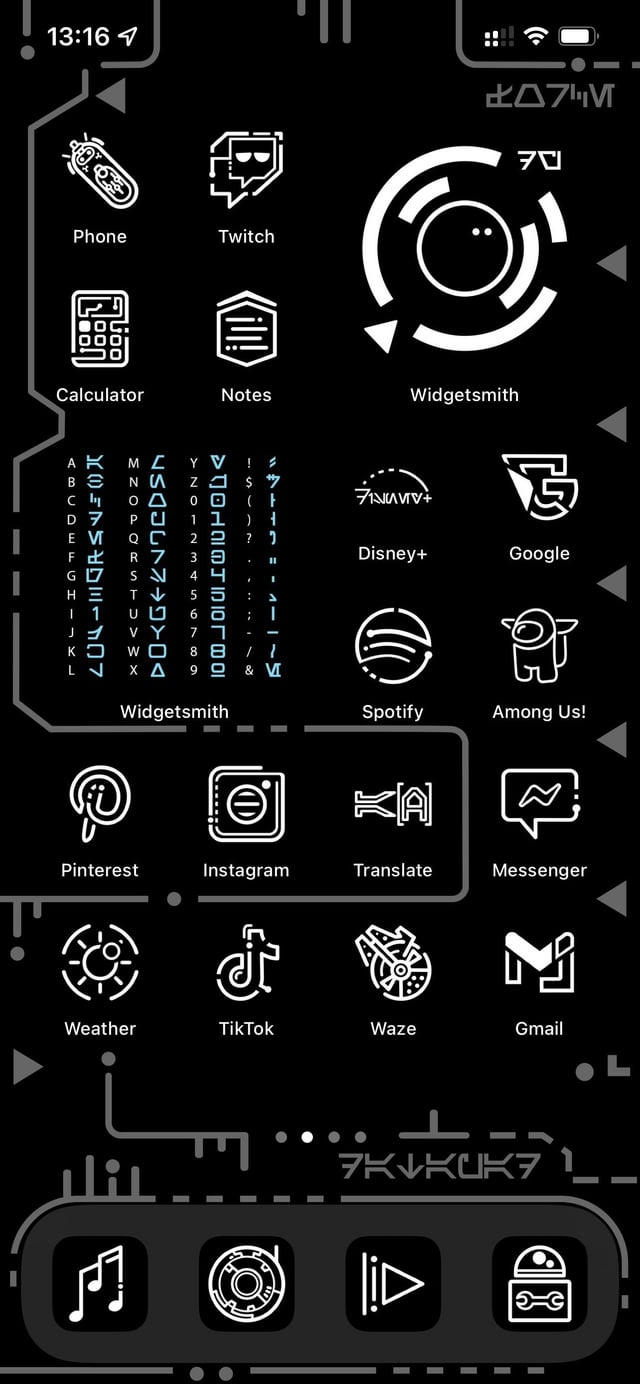 13:16
Phone Twitch
Calculator Notes Widgetsmith
A M Y !
B N Z $
C O 0 (
D P 1 )
E Q 2 ?
F R 3 .
G S 4 ,
H T 5 :
I U 6 ;
J V 7 -
K W 8 /
L X 9 &
Disney+ Google
Widgetsmith Spotify Among Us!
Pinterest Instagram Translate Messenger
Weather TikTok Waze Gmail